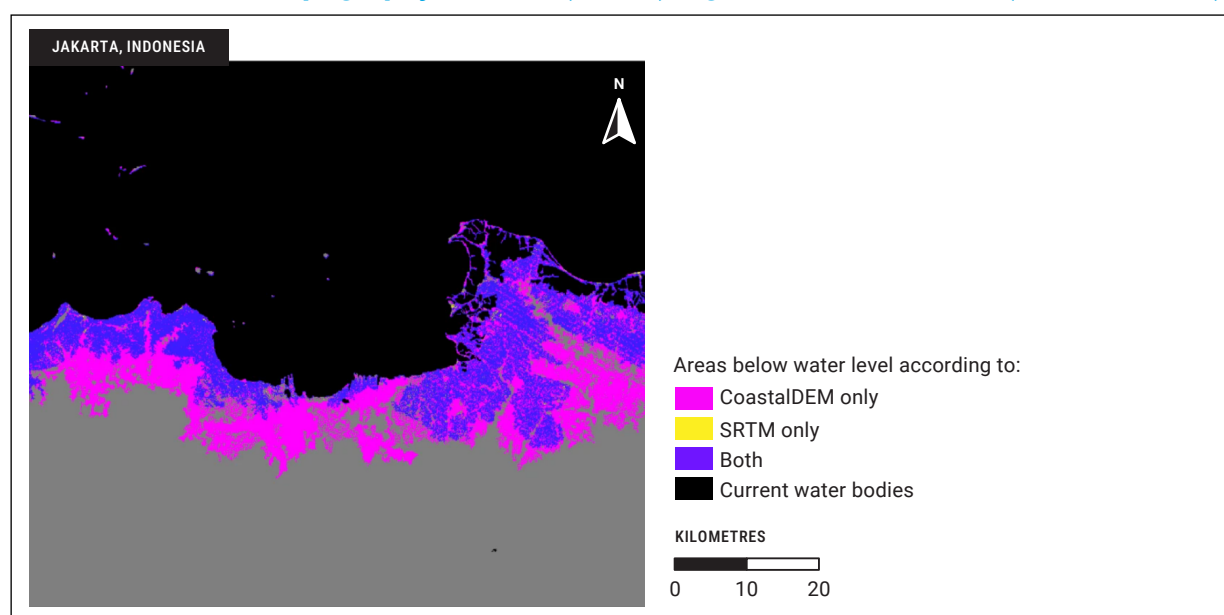 JAKARTA, INDONESIA
N
Areas below water level according to:
CoastalDEM only
SRTM only
Both
Current water bodies
KILOMETRES
0 10 20